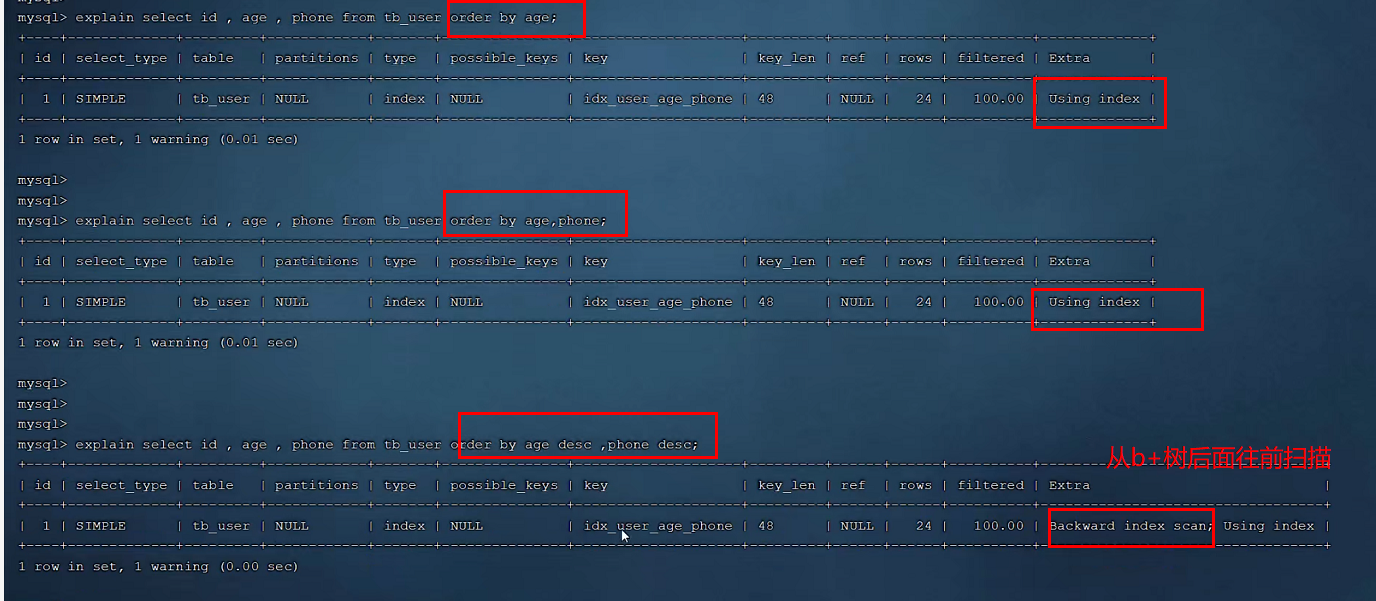 mysql>
mysql> explain select id , age , phone from tb_user order by age;
+----+-------------+---------+------------+-------+---------------+--------------------+---------+------+------+----------+-------------+
| id | select_type | table | partitions | type | possible_keys | key | key_len | ref | rows | filtered | Extra |
+----+-------------+---------+------------+-------+---------------+--------------------+---------+------+------+----------+-------------+
| 1 | SIMPLE | tb_user | NULL | index | NULL | idx_user_age_phone | 48 | NULL | 24 | 100.00 | Using index |
+----+-------------+---------+------------+-------+---------------+--------------------+---------+------+------+----------+-------------+
1 row in set, 1 warning (0.01 sec)
mysql>
mysql>
mysql> explain select id , age , phone from tb_user order by age,phone;
+----+-------------+---------+------------+-------+---------------+--------------------+---------+------+------+----------+-------------+
| id | select_type | table | partitions | type | possible_keys | key | key_len | ref | rows | filtered | Extra |
+----+-------------+---------+------------+-------+---------------+--------------------+---------+------+------+----------+-------------+
| 1 | SIMPLE | tb_user | NULL | index | NULL | idx_user_age_phone | 48 | NULL | 24 | 100.00 | Using index |
+----+-------------+---------+------------+-------+---------------+--------------------+---------+------+------+----------+-------------+
1 row in set, 1 warning (0.01 sec)
mysql>
mysql>
mysql>
mysql> explain select id , age , phone from tb_user order by age desc ,phone desc;
从b+树后面往前扫描
+----+-------------+---------+------------+-------+---------------+--------------------+---------+------+------+----------+----------------------------------+
| id | select_type | table | partitions | type | possible_keys | key | key_len | ref | rows | filtered | Extra |
+----+-------------+---------+------------+-------+---------------+--------------------+---------+------+------+----------+----------------------------------+
| 1 | SIMPLE | tb_user | NULL | index | NULL | idx_user_age_phone | 48 | NULL | 24 | 100.00 | Backward index scan; Using index |
+----+-------------+---------+------------+-------+---------------+--------------------+---------+------+------+----------+----------------------------------+
1 row in set, 1 warning (0.00 sec)